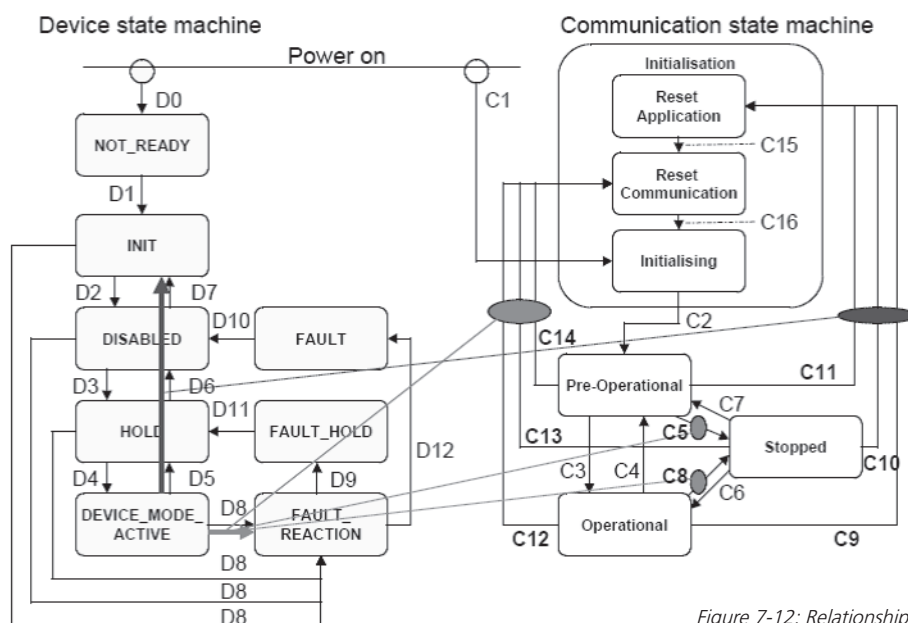 Device state machine
Communication state machine
Power on
D0
C1
Initialisation
Reset
Application
C15
NOT_READY
D1
Reset
Communication
C16
INIT
Initialising
D2
D7
D10
C2
DISABLED
FAULT
C14
D3
D6
D11
Pre-Operational
C11
C7
HOLD
FAULT_HOLD
D12
C13
C5
Stopped
D4
D5
D9
C3
C4
C8
C6
C10
DEVICE_MODE_
ACTIVE
D8
FAULT_
REACTION
Operational
C12
C9
D8
D8
D8
Figure 7-12: Relationship